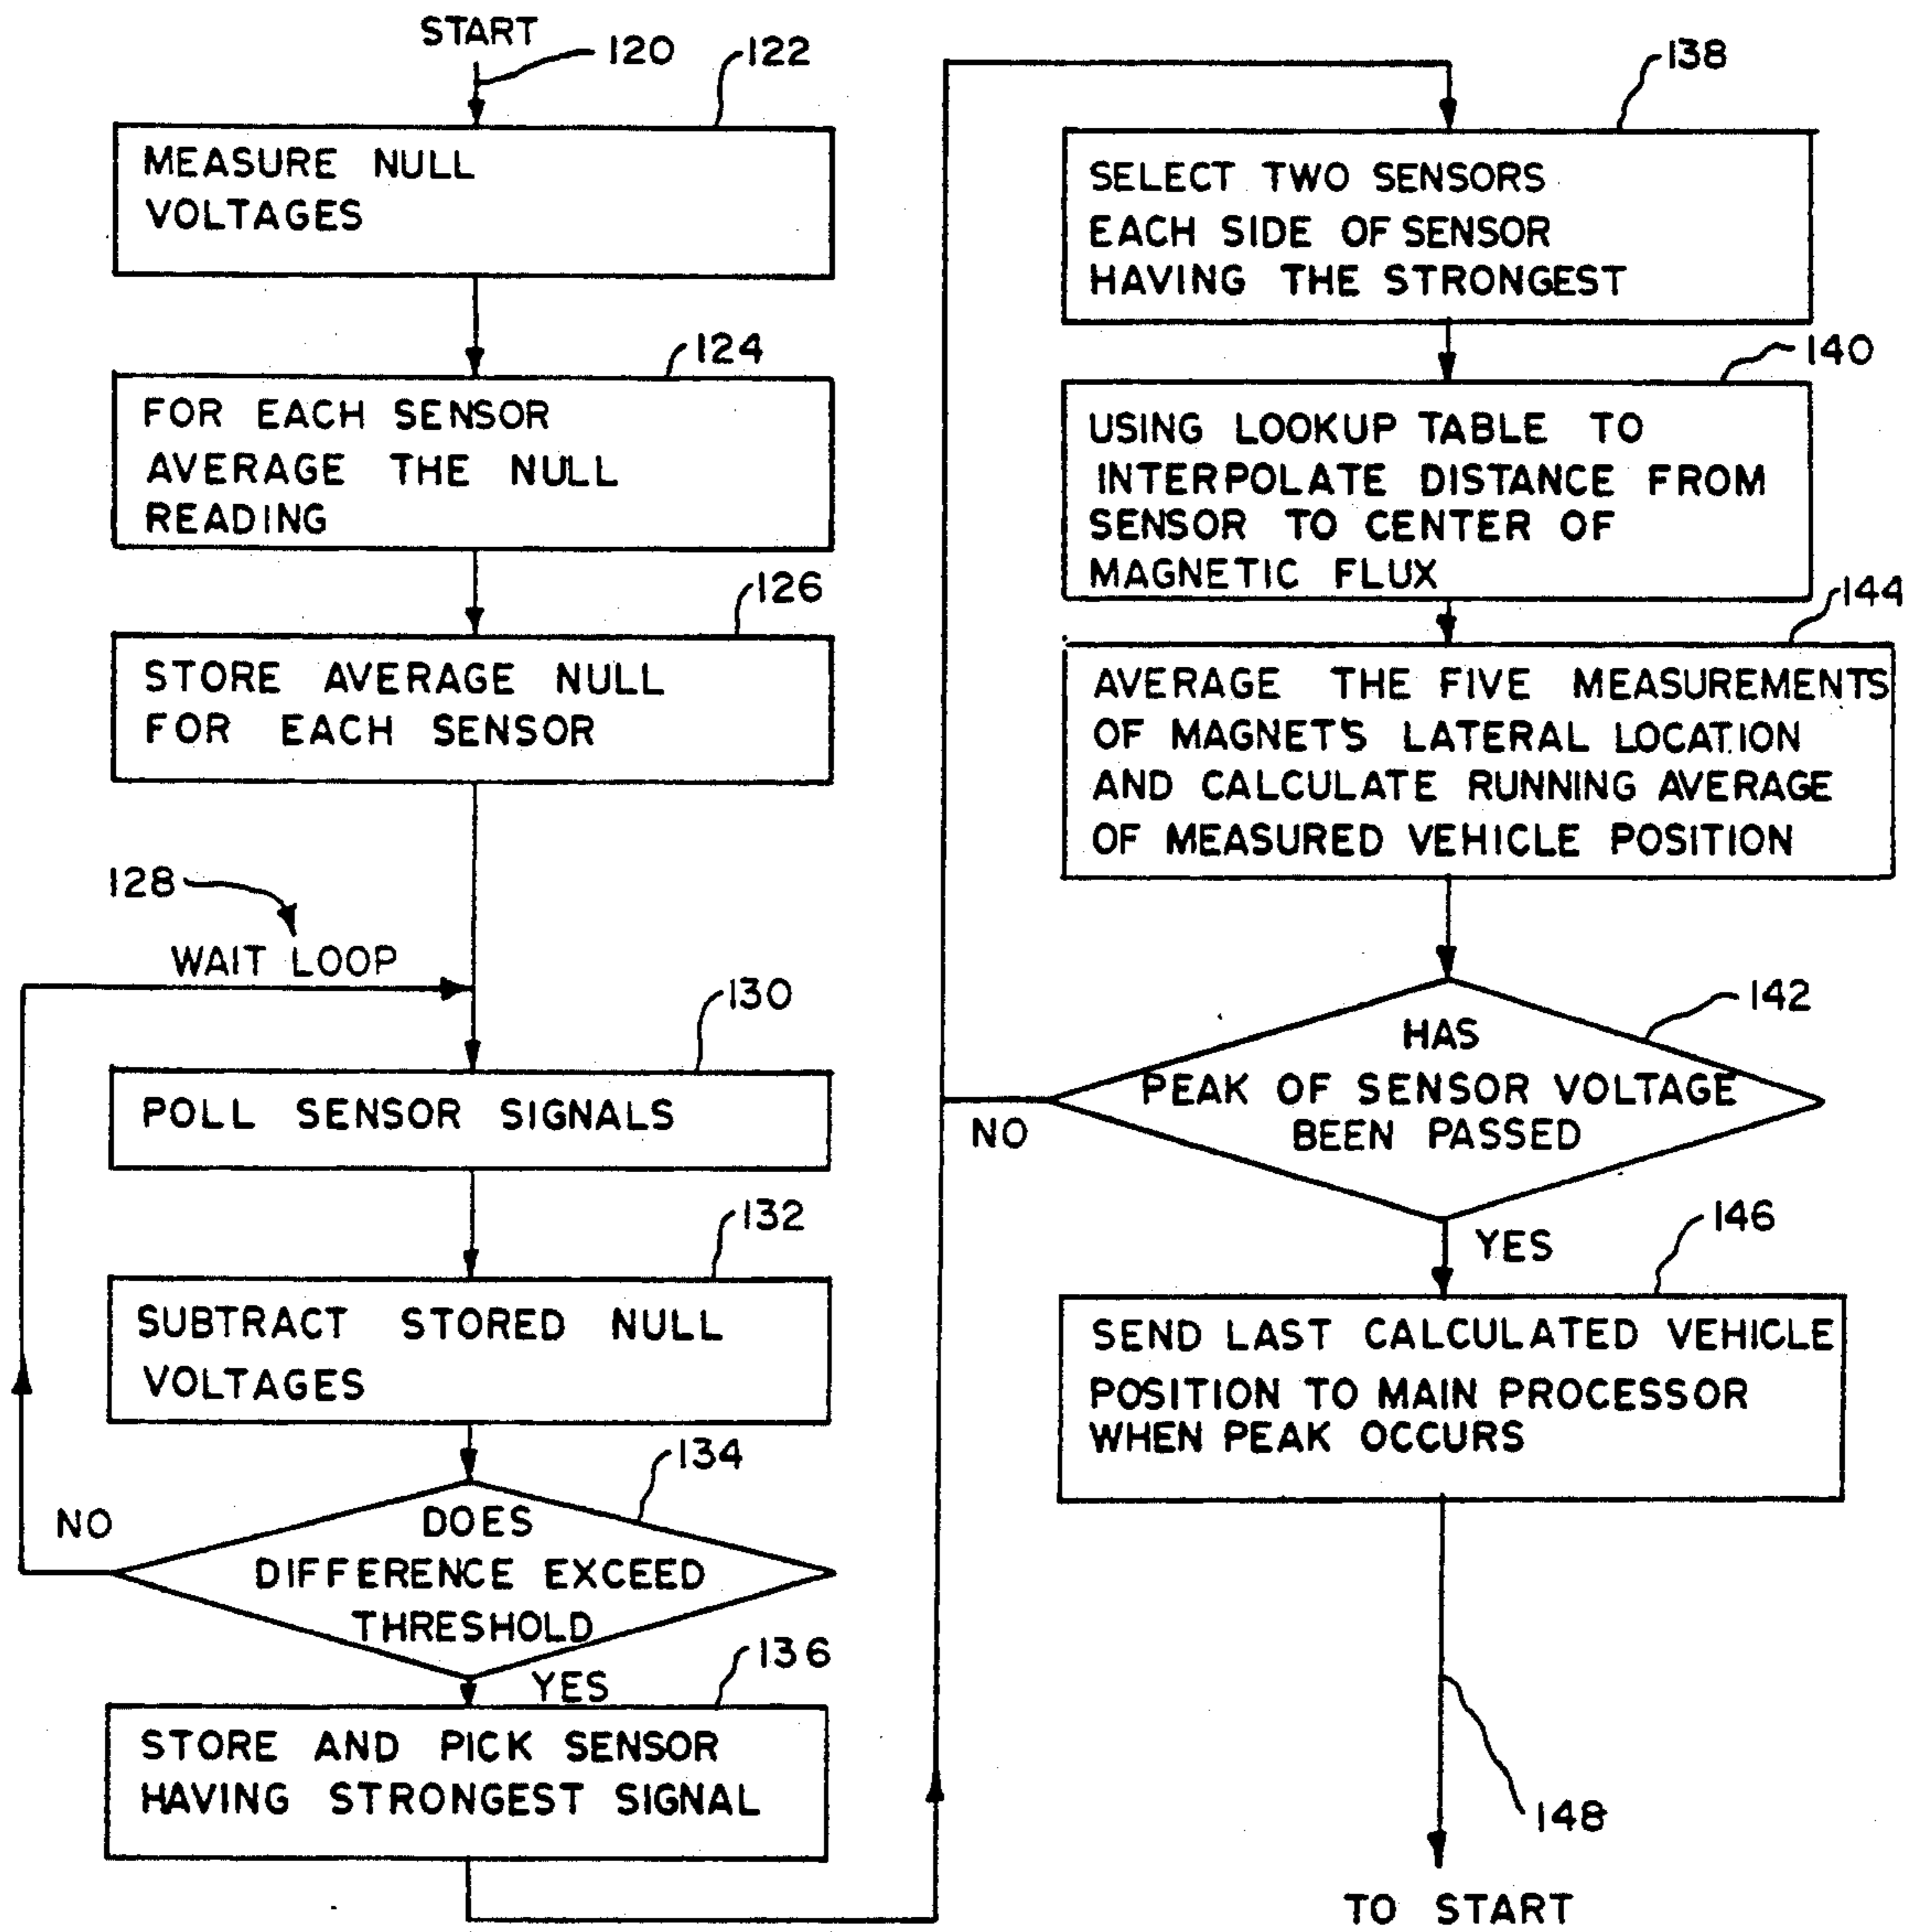 START
120
122
MEASURE NULL
VOLTAGES
124
FOR EACH SENSOR
AVERAGE THE NULL
READING
126
STORE AVERAGE NULL
FOR EACH SENSOR
128
WAIT LOOP
130
POLL SENSOR SIGNALS
132
SUBTRACT STORED NULL
VOLTAGES
134
NO
DOES
DIFFERENCE EXCEED
THRESHOLD
YES
136
STORE AND PICK SENSOR
HAVING STRONGEST SIGNAL
138
SELECT TWO SENSORS
EACH SIDE OF SENSOR
HAVING THE STRONGEST
140
USING LOOKUP TABLE TO
INTERPOLATE DISTANCE FROM
SENSOR TO CENTER OF
MAGNETIC FLUX
144
AVERAGE THE FIVE MEASUREMENTS
OF MAGNET'S LATERAL LOCATION
AND CALCULATE RUNNING AVERAGE
OF MEASURED VEHICLE POSITION
142
HAS
PEAK OF SENSOR VOLTAGE
BEEN PASSED
NO
YES
146
SEND LAST CALCULATED VEHICLE
POSITION TO MAIN PROCESSOR
WHEN PEAK OCCURS
148
TO START